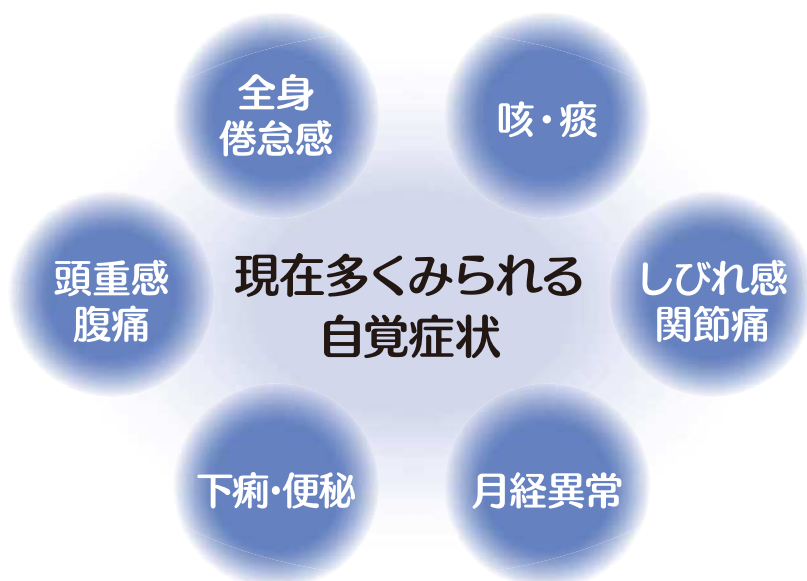 全身
倦怠感
咳・痰
頭重感
腹痛
現在多くみられる
自覚症状
しびれ感
関節痛
下痢・便秘
月経異常